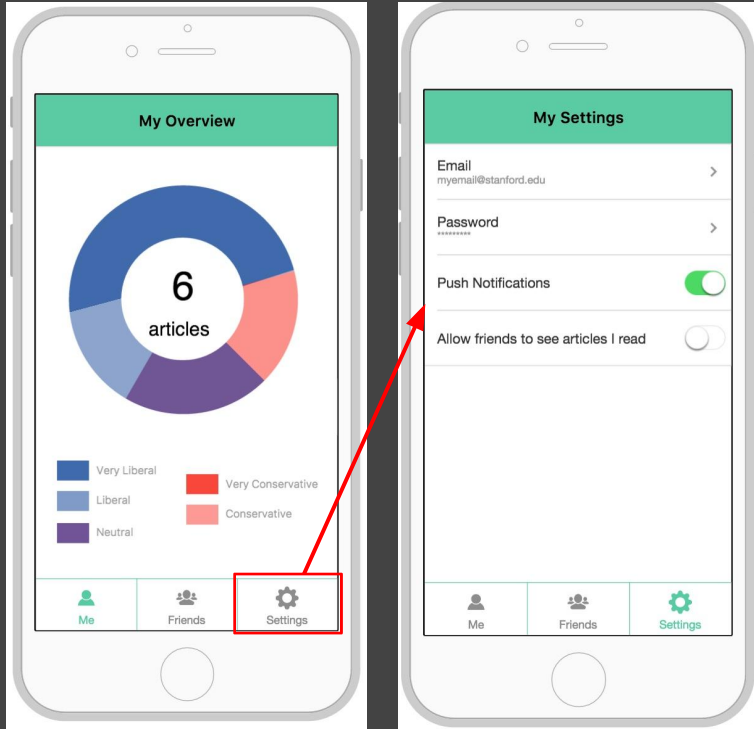 My Overview
6
articles
Very Liberal
Liberal
Neutral
Very Conservative
Conservative
Me
Friends
Settings
My Settings
Email
myemail@stanford.edu
Password
*********
Push Notifications
Allow friends to see articles I read
Me
Friends
Settings